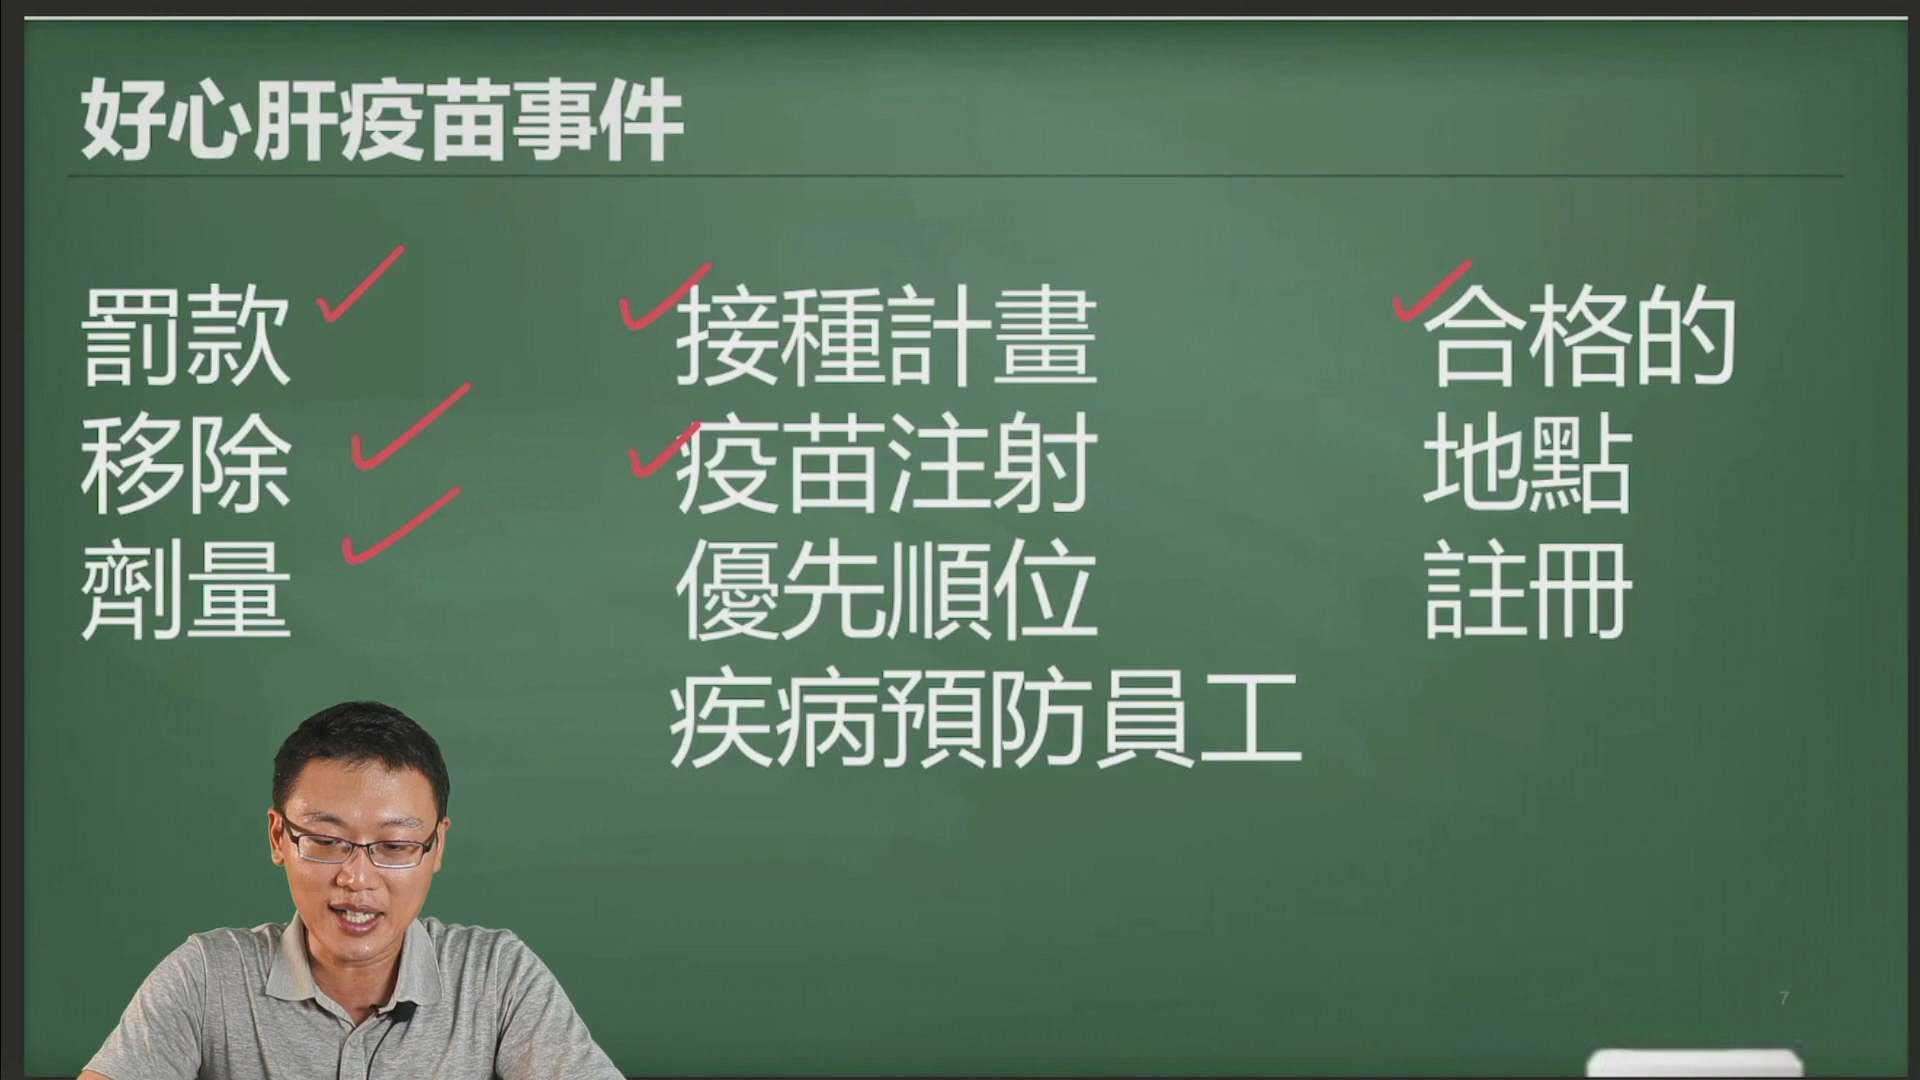 好心肝疫苗事件
罰款
移除
劑量
接種計畫
疫苗注射
優先順位
疾病預防員工
合格的
地點
註冊
7